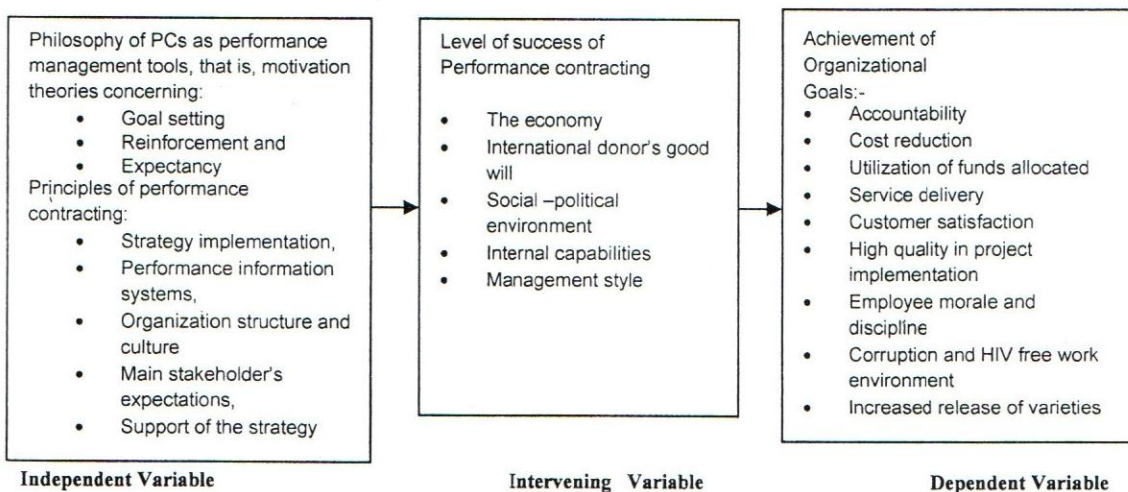 Philosophy of PCs as performance
management tools, that is, motivation
theories concerning:
• Goal setting
• Reinforcement and
• Expectancy
Principles of performance
contracting:
• Strategy implementation,
• Performance information
systems,
• Organization structure and
culture
• Main stakeholder's
expectations,
• Support of the strategy
Independent Variable
Level of success of
Performance contracting
• The economy
• International donor's good
will
• Social –political
environment
• Internal capabilities
• Management style
Intervening Variable
Achievement of
Organizational
Goals:-
• Accountability
• Cost reduction
• Utilization of funds allocated
• Service delivery
• Customer satisfaction
• High quality in project
implementation
• Employee morale and
discipline
• Corruption and HIV free work
environment
• Increased release of varieties
Dependent Variable